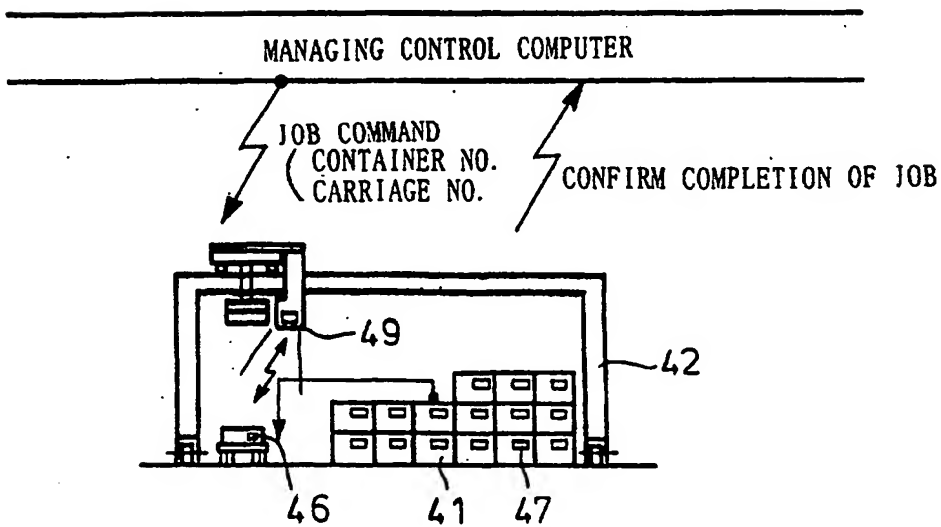 MANAGING CONTROL COMPUTER
JOB COMMAND
CONTAINER NO.
CARRIAGE NO.
CONFIRM COMPLETION OF JOB
49
42
46
41
47